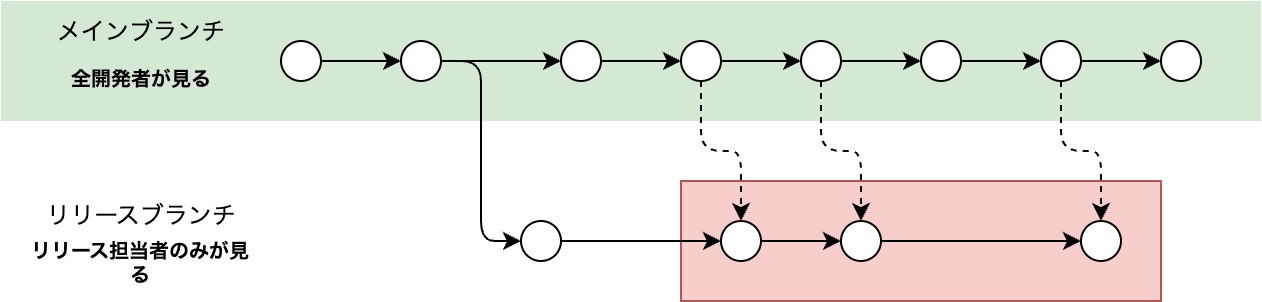 メインブランチ
全開発者が見る
リリースブランチ
リリース担当者のみが見
る